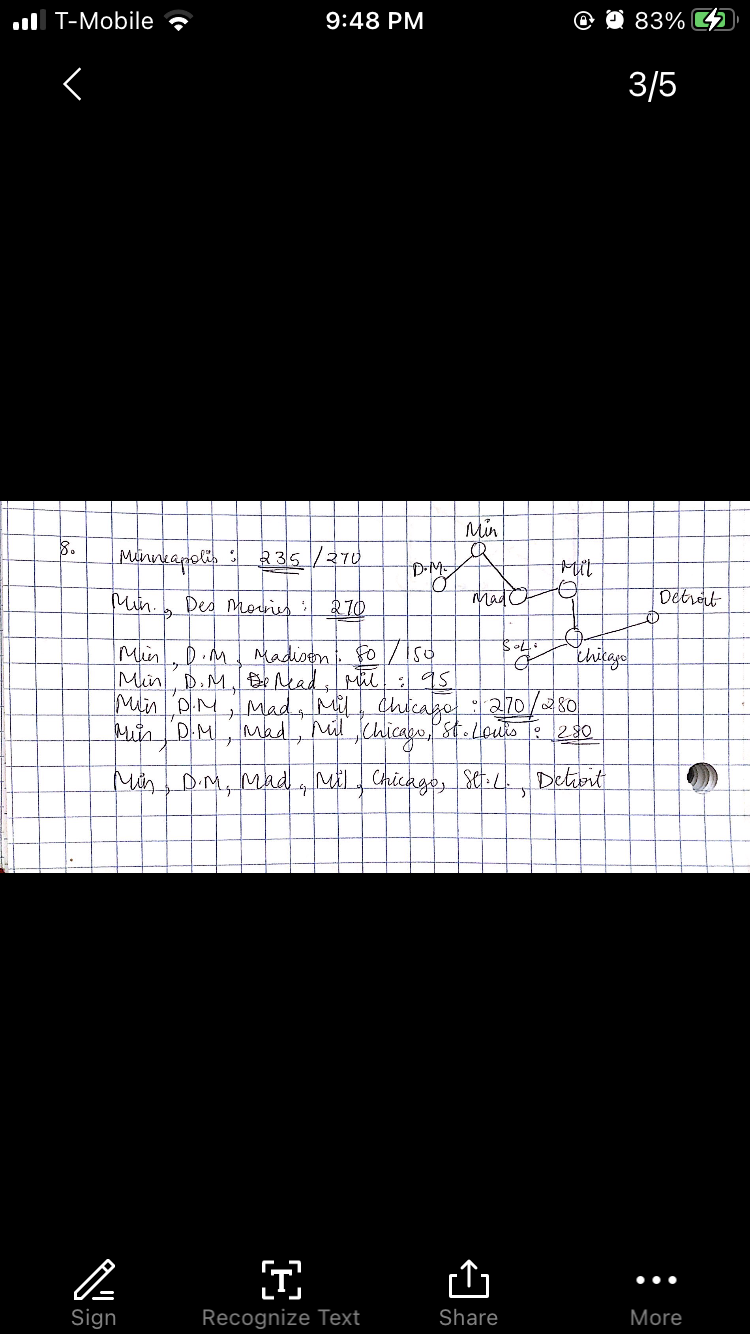 T-Mobile 9:48 PM 83%
3/5
8. Minneapolis : 235 / 270
Min., Des Moines : 270
Min, D.M, Madison : 80 / 150
Min, D.M, Mad, Mil : 95
Min, D.M, Mad, Mil, Chicago : 270 / 280
Min, D.M, Mad, Mil, Chicago, St. Louis : 280
Min, D.M, Mad, Mil, Chicago, St. L., Detroit
Min
D.M.
Mil
Mad
Detroit
S.L.
Chicago
Sign Recognize Text Share More